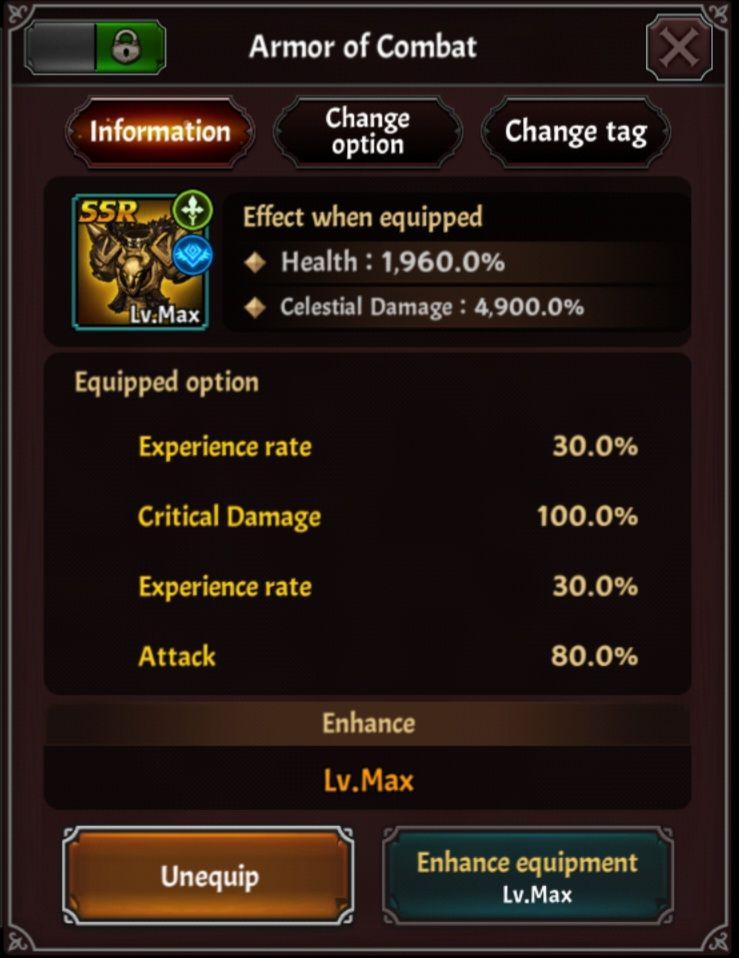 Armor of Combat
Information
Change
option
Change tag
SSR
Lv.Max
Effect when equipped
Health : 1,960.0%
Celestial Damage : 4,900.0%
Equipped option
Experience rate 30.0%
Critical Damage 100.0%
Experience rate 30.0%
Attack 80.0%
Enhance
Lv.Max
Unequip
Enhance equipment
Lv.Max